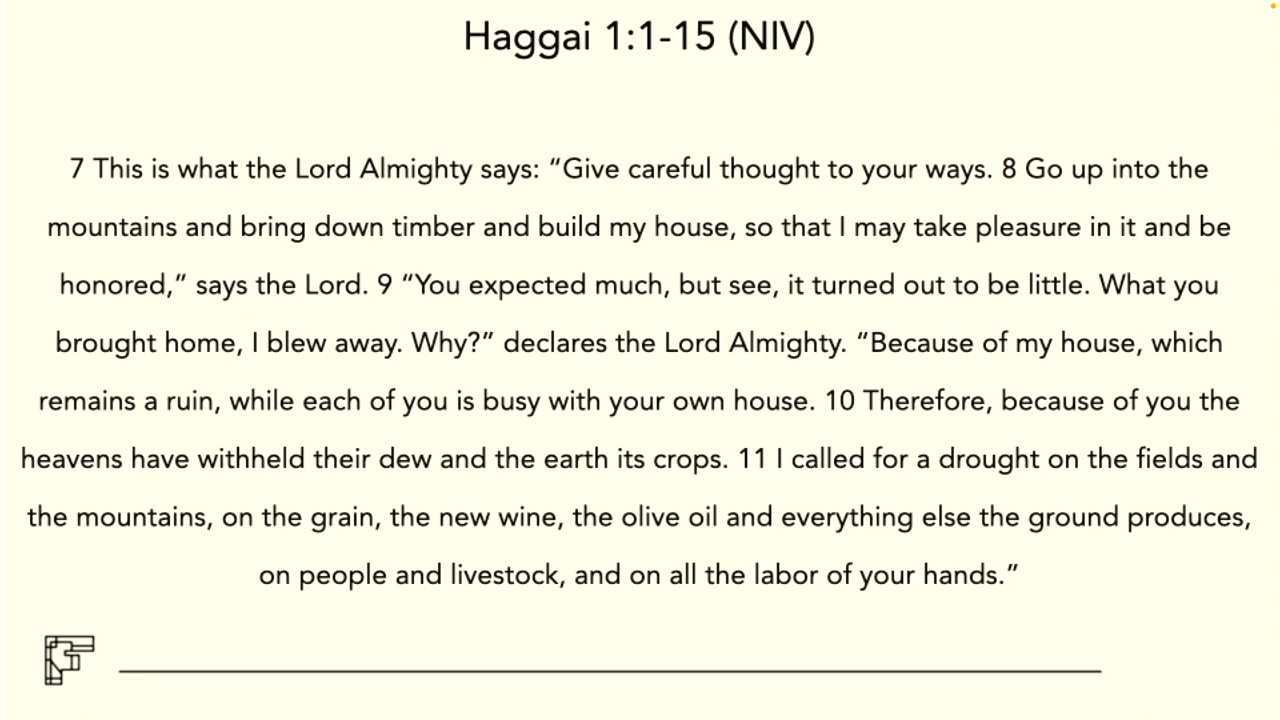 Haggai 1:1-15 (NIV)
7 This is what the Lord Almighty says: “Give careful thought to your ways. 8 Go up into the
mountains and bring down timber and build my house, so that I may take pleasure in it and be
honored,” says the Lord. 9 “You expected much, but see, it turned out to be little. What you
brought home, I blew away. Why?” declares the Lord Almighty. “Because of my house, which
remains a ruin, while each of you is busy with your own house. 10 Therefore, because of you the
heavens have withheld their dew and the earth its crops. 11 I called for a drought on the fields and
the mountains, on the grain, the new wine, the olive oil and everything else the ground produces,
on people and livestock, and on all the labor of your hands.”